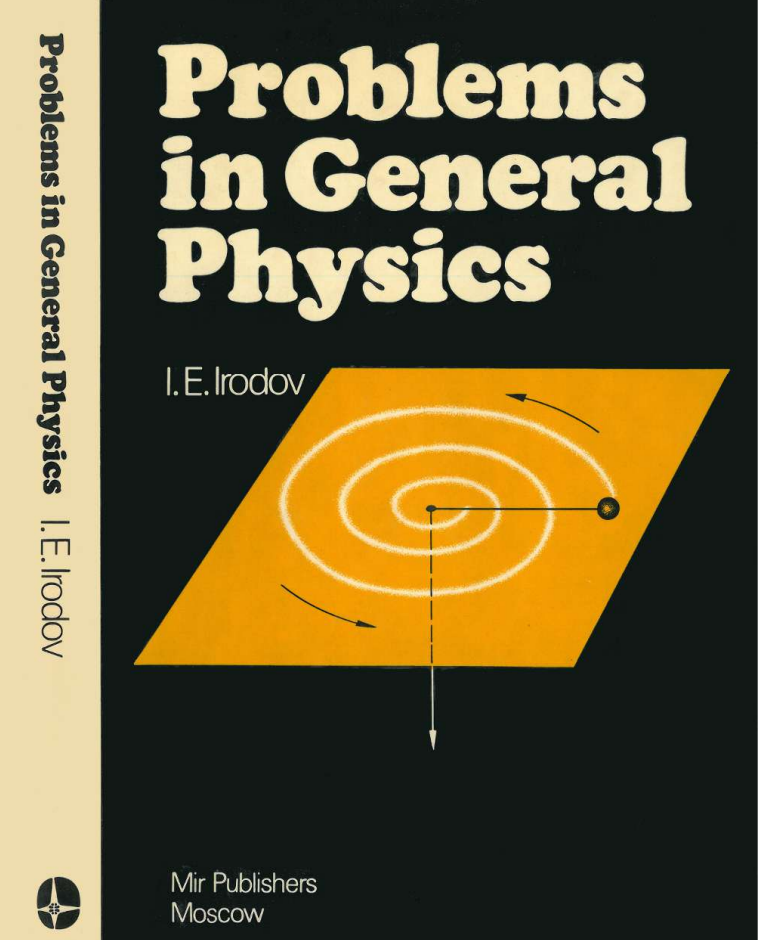 Problems in General Physics I. E. Irodov
Problems
in General
Physics
I. E. Irodov
Mir Publishers
Moscow